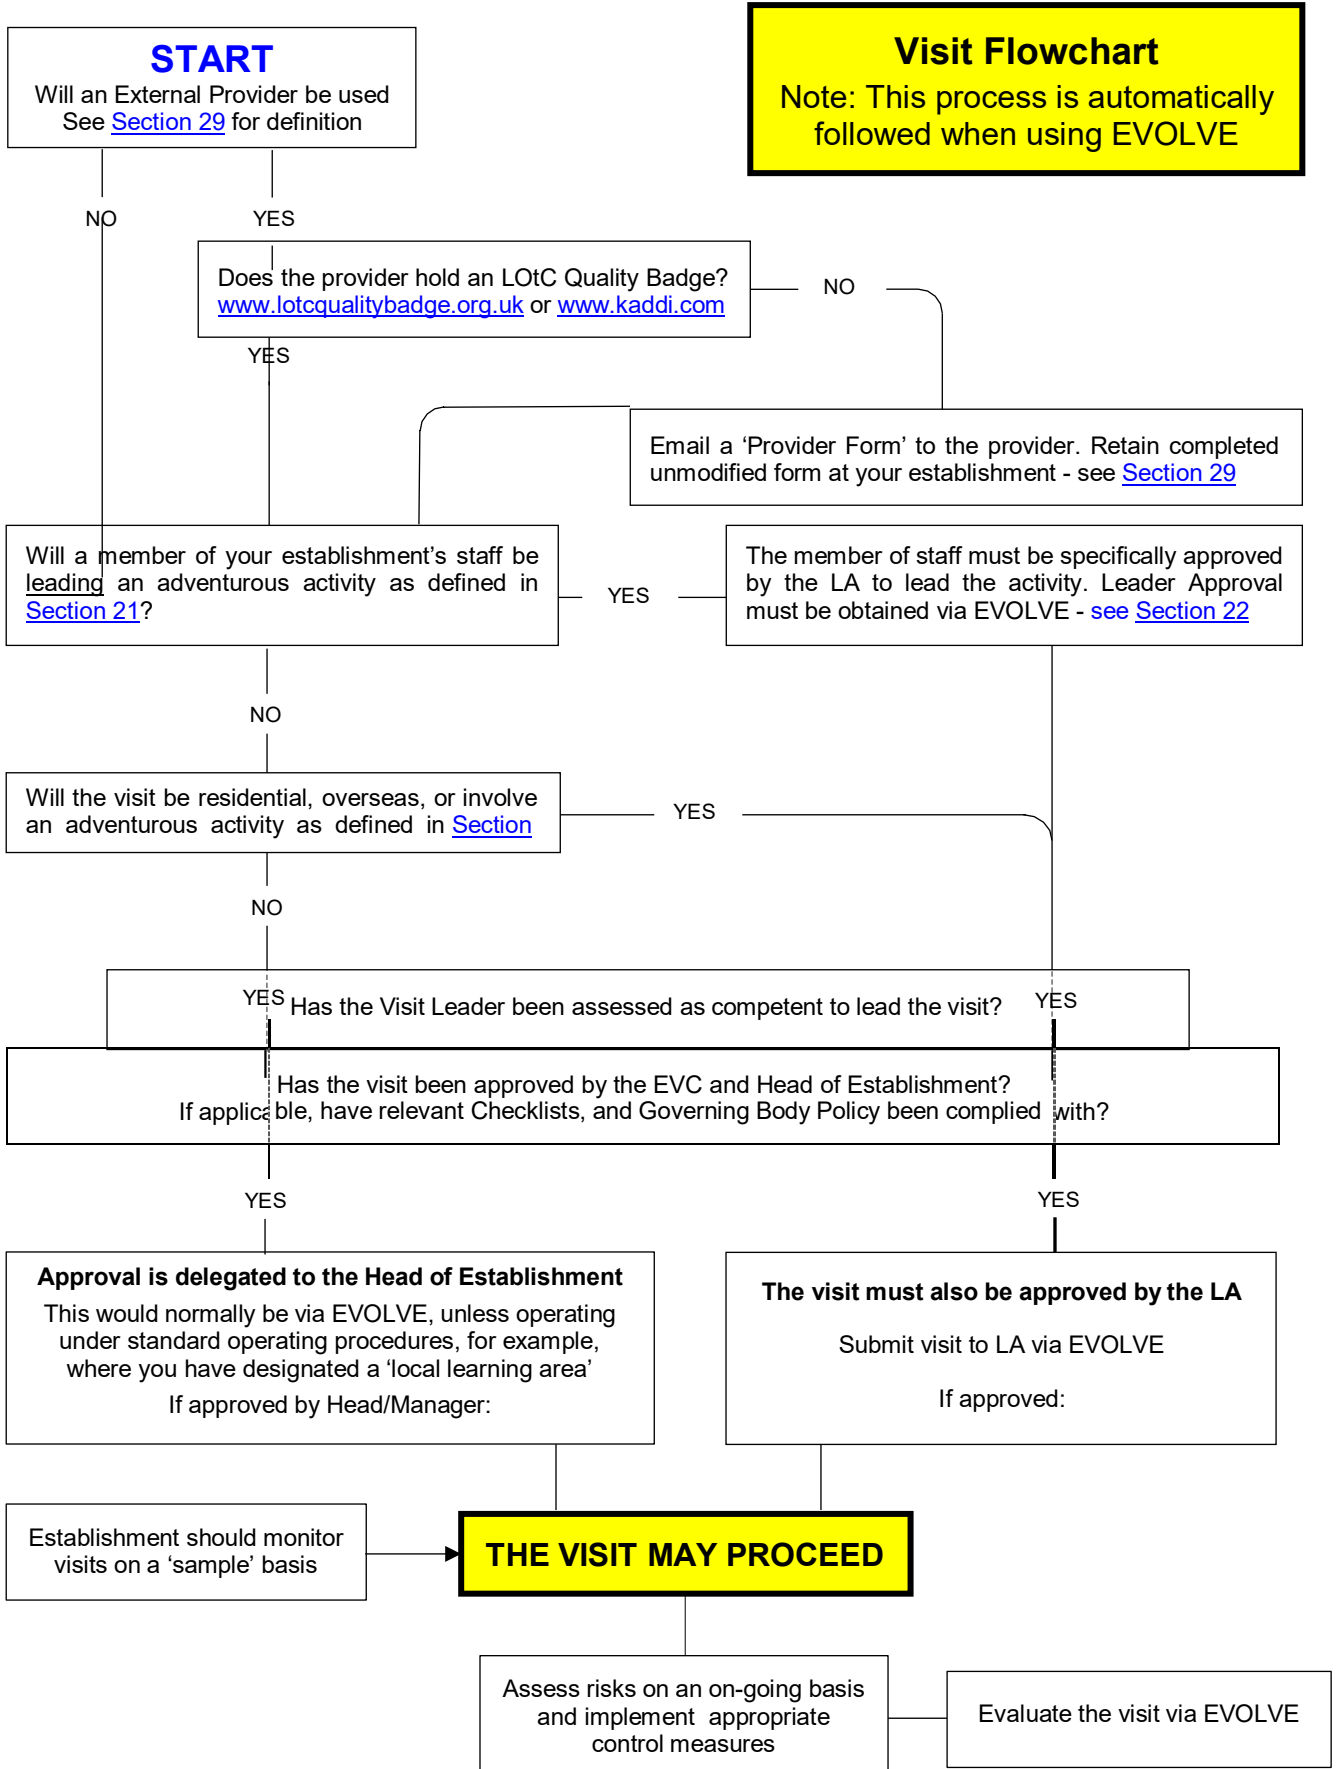 START
Will an External Provider be used
See Section 29 for definition
Visit Flowchart
Note: This process is automatically
followed when using EVOLVE
NO
YES
Does the provider hold an LOtC Quality Badge?
www.lotcqualitybadge.org.uk or www.kaddi.com
NO
YES
Email a ‘Provider Form’ to the provider. Retain completed
unmodified form at your establishment - see Section 29
Will a member of your establishment’s staff be
leading an adventurous activity as defined in
Section 21?
YES
The member of staff must be specifically approved
by the LA to lead the activity. Leader Approval
must be obtained via EVOLVE - see Section 22
NO
Will the visit be residential, overseas, or involve
an adventurous activity as defined in Section
YES
NO
YES
Has the Visit Leader been assessed as competent to lead the visit?
YES
Has the visit been approved by the EVC and Head of Establishment?
If applicable, have relevant Checklists, and Governing Body Policy been complied with?
YES
YES
Approval is delegated to the Head of Establishment
This would normally be via EVOLVE, unless operating
under standard operating procedures, for example,
where you have designated a ‘local learning area’
If approved by Head/Manager:
The visit must also be approved by the LA
Submit visit to LA via EVOLVE
If approved:
Establishment should monitor
visits on a ‘sample’ basis
THE VISIT MAY PROCEED
Assess risks on an on-going basis
and implement appropriate
control measures
Evaluate the visit via EVOLVE